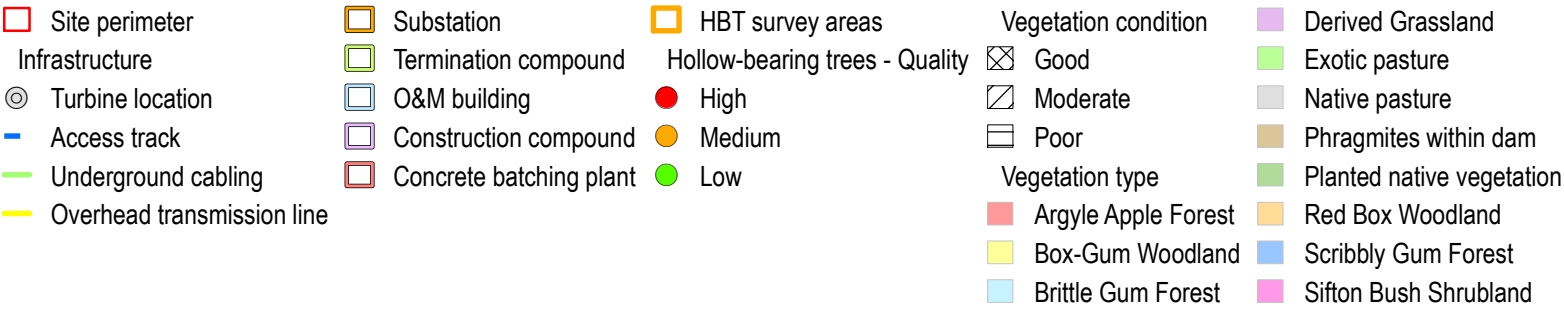 Site perimeter
Infrastructure
Turbine location
Access track
Underground cabling
Overhead transmission line
Substation
Termination compound
O&M building
Construction compound
Concrete batching plant
HBT survey areas
Hollow-bearing trees - Quality
High
Medium
Low
Vegetation condition
Good
Moderate
Poor
Vegetation type
Argyle Apple Forest
Box-Gum Woodland
Brittle Gum Forest
Derived Grassland
Exotic pasture
Native pasture
Phragmites within dam
Planted native vegetation
Red Box Woodland
Scribbly Gum Forest
Sifton Bush Shrubland